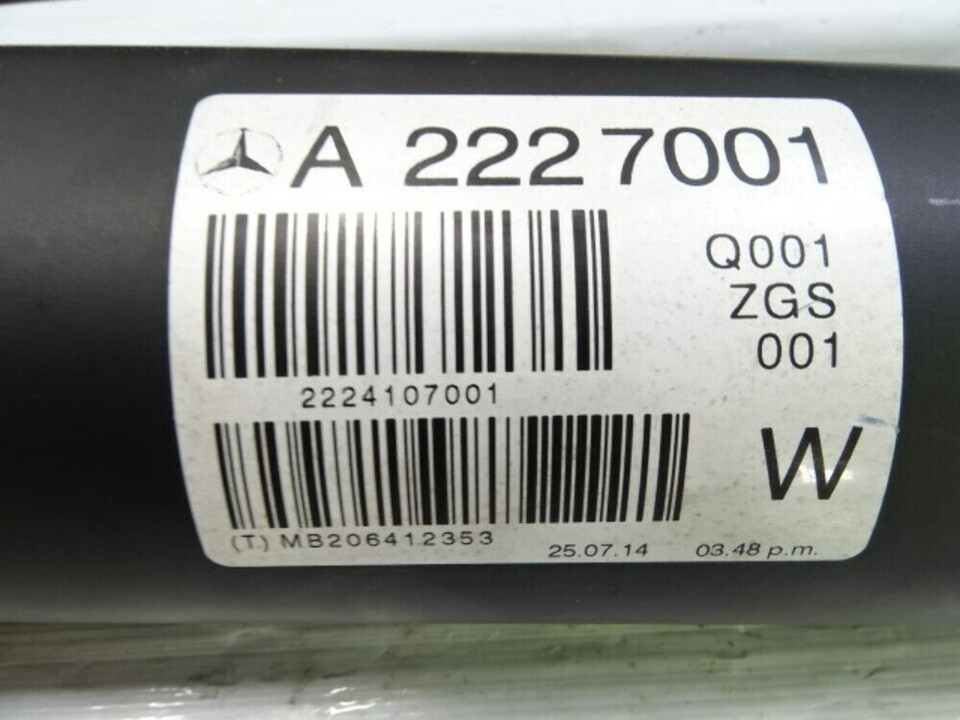 A 222 7001
Q001
ZGS
001
2224107001
W
(T.) MB206412353
25.07.14 03.48 p.m.